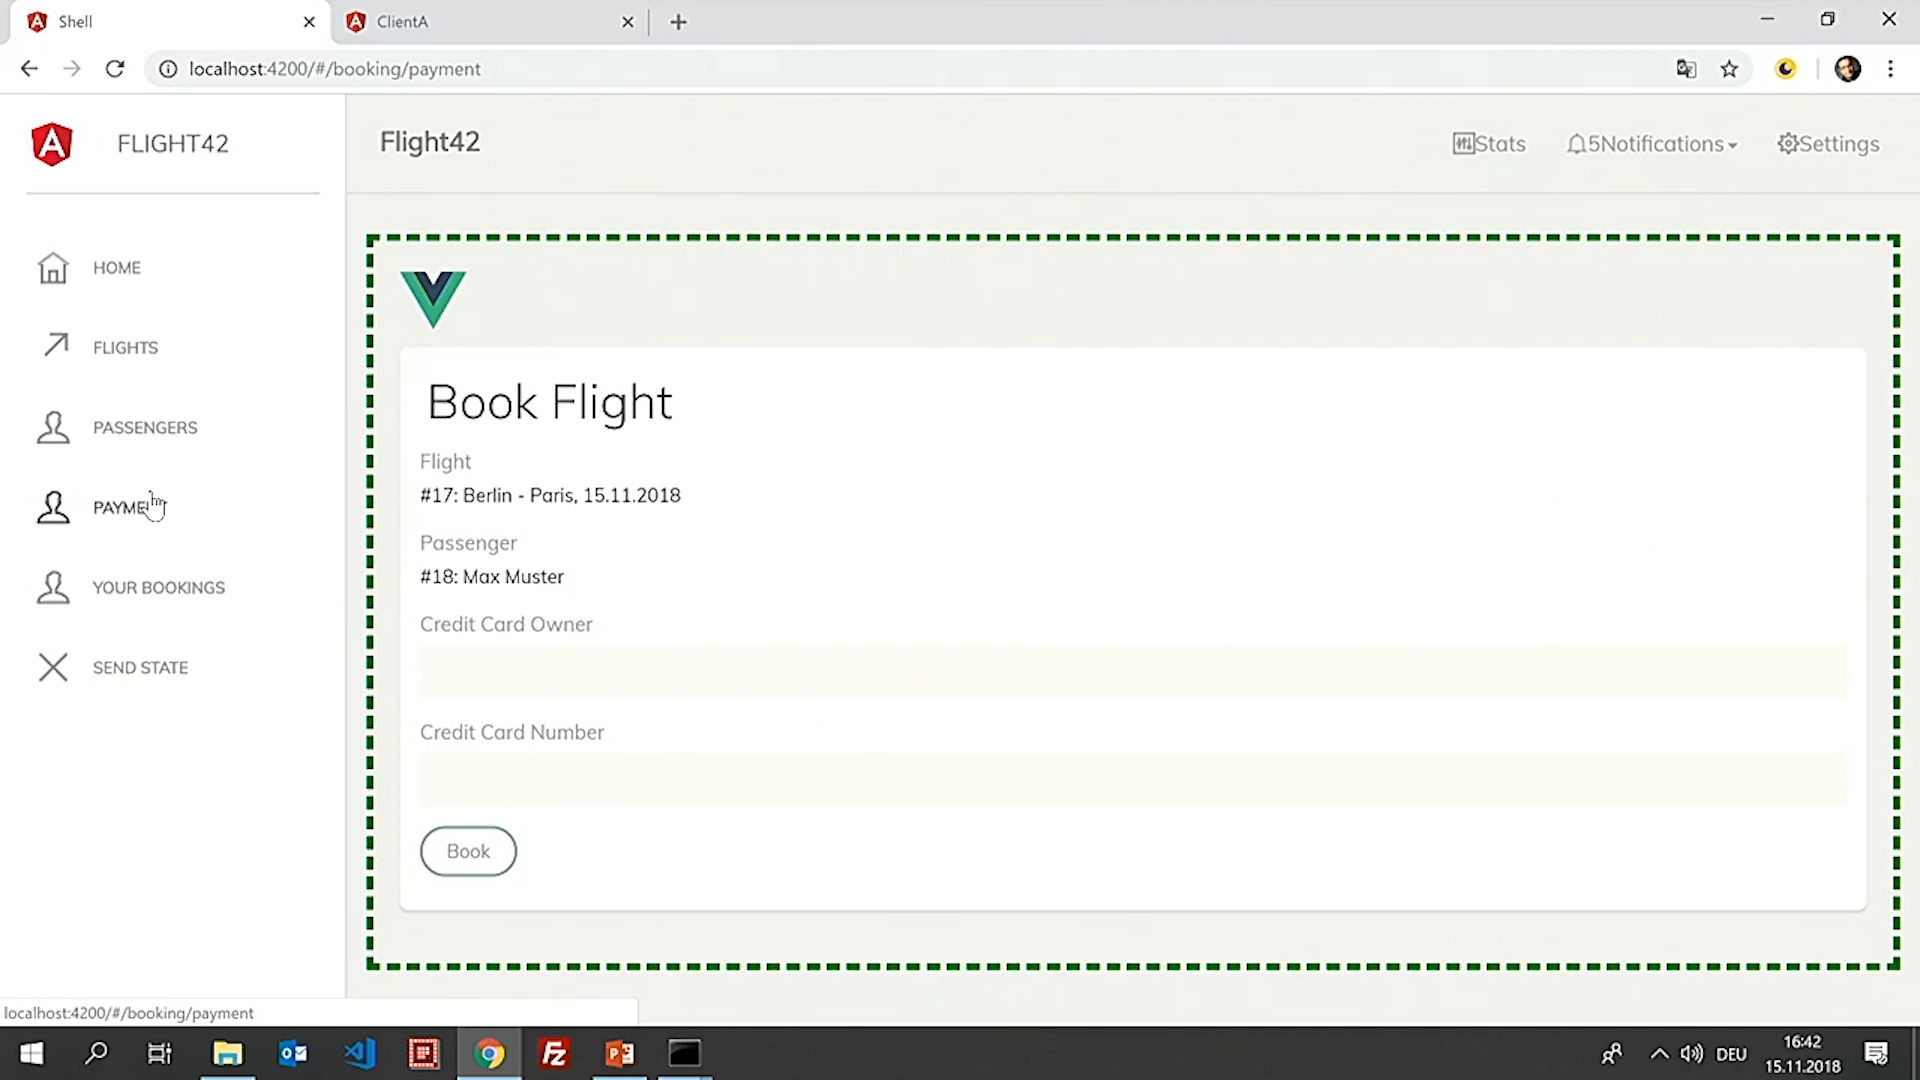 Shell
ClientA
localhost:4200/#/booking/payment
FLIGHT42
Flight42
Stats
5Notifications
Settings
HOME
FLIGHTS
PASSENGERS
PAYME
YOUR BOOKINGS
SEND STATE
Book Flight
Flight
#17: Berlin - Paris, 15.11.2018
Passenger
#18: Max Muster
Credit Card Owner
Credit Card Number
Book
localhost:4200/#/booking/payment
DEU
16:42
15.11.2018